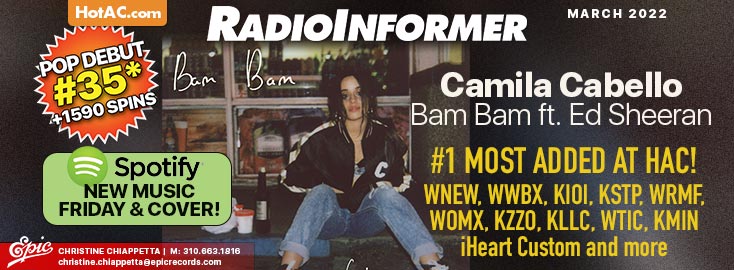 HotAC.com
RADIOINFORMER
MARCH 2022
POP DEBUT
#35*
+1590 SPINS
Bam Bam
Camila Cabello
Bam Bam ft. Ed Sheeran
Spotify
NEW MUSIC
FRIDAY & COVER!
#1 MOST ADDED AT HAC!
WNEW, WWBX, KIOI, KSTP, WRMF,
WOMX, KZZO, KLLC, WTIC, KMIN
iHeart Custom and more
C
Epic
CHRISTINE CHIAPPETTA | M: 310.663.1816
christine.chiappetta@epicrecords.com